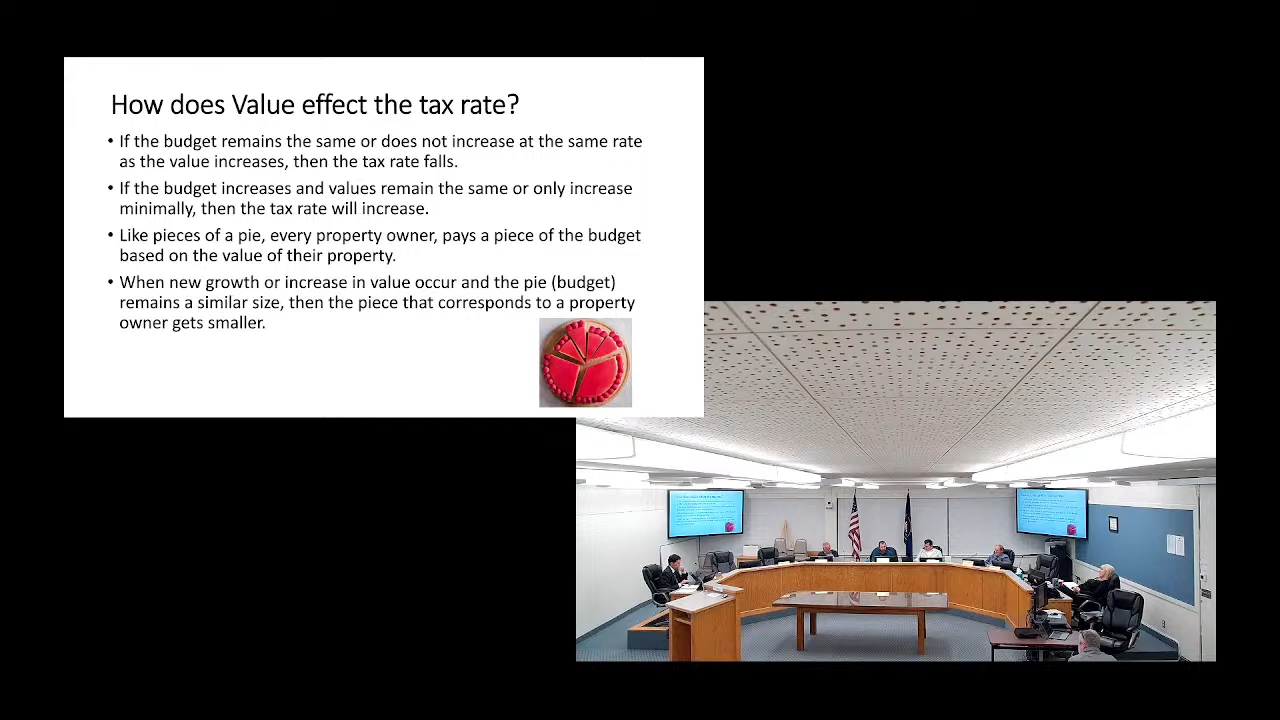 How does Value effect the tax rate?
• If the budget remains the same or does not increase at the same rate
as the value increases, then the tax rate falls.
• If the budget increases and values remain the same or only increase
minimally, then the tax rate will increase.
• Like pieces of a pie, every property owner, pays a piece of the budget
based on the value of their property.
• When new growth or increase in value occur and the pie (budget)
remains a similar size, then the piece that corresponds to a property
owner gets smaller.